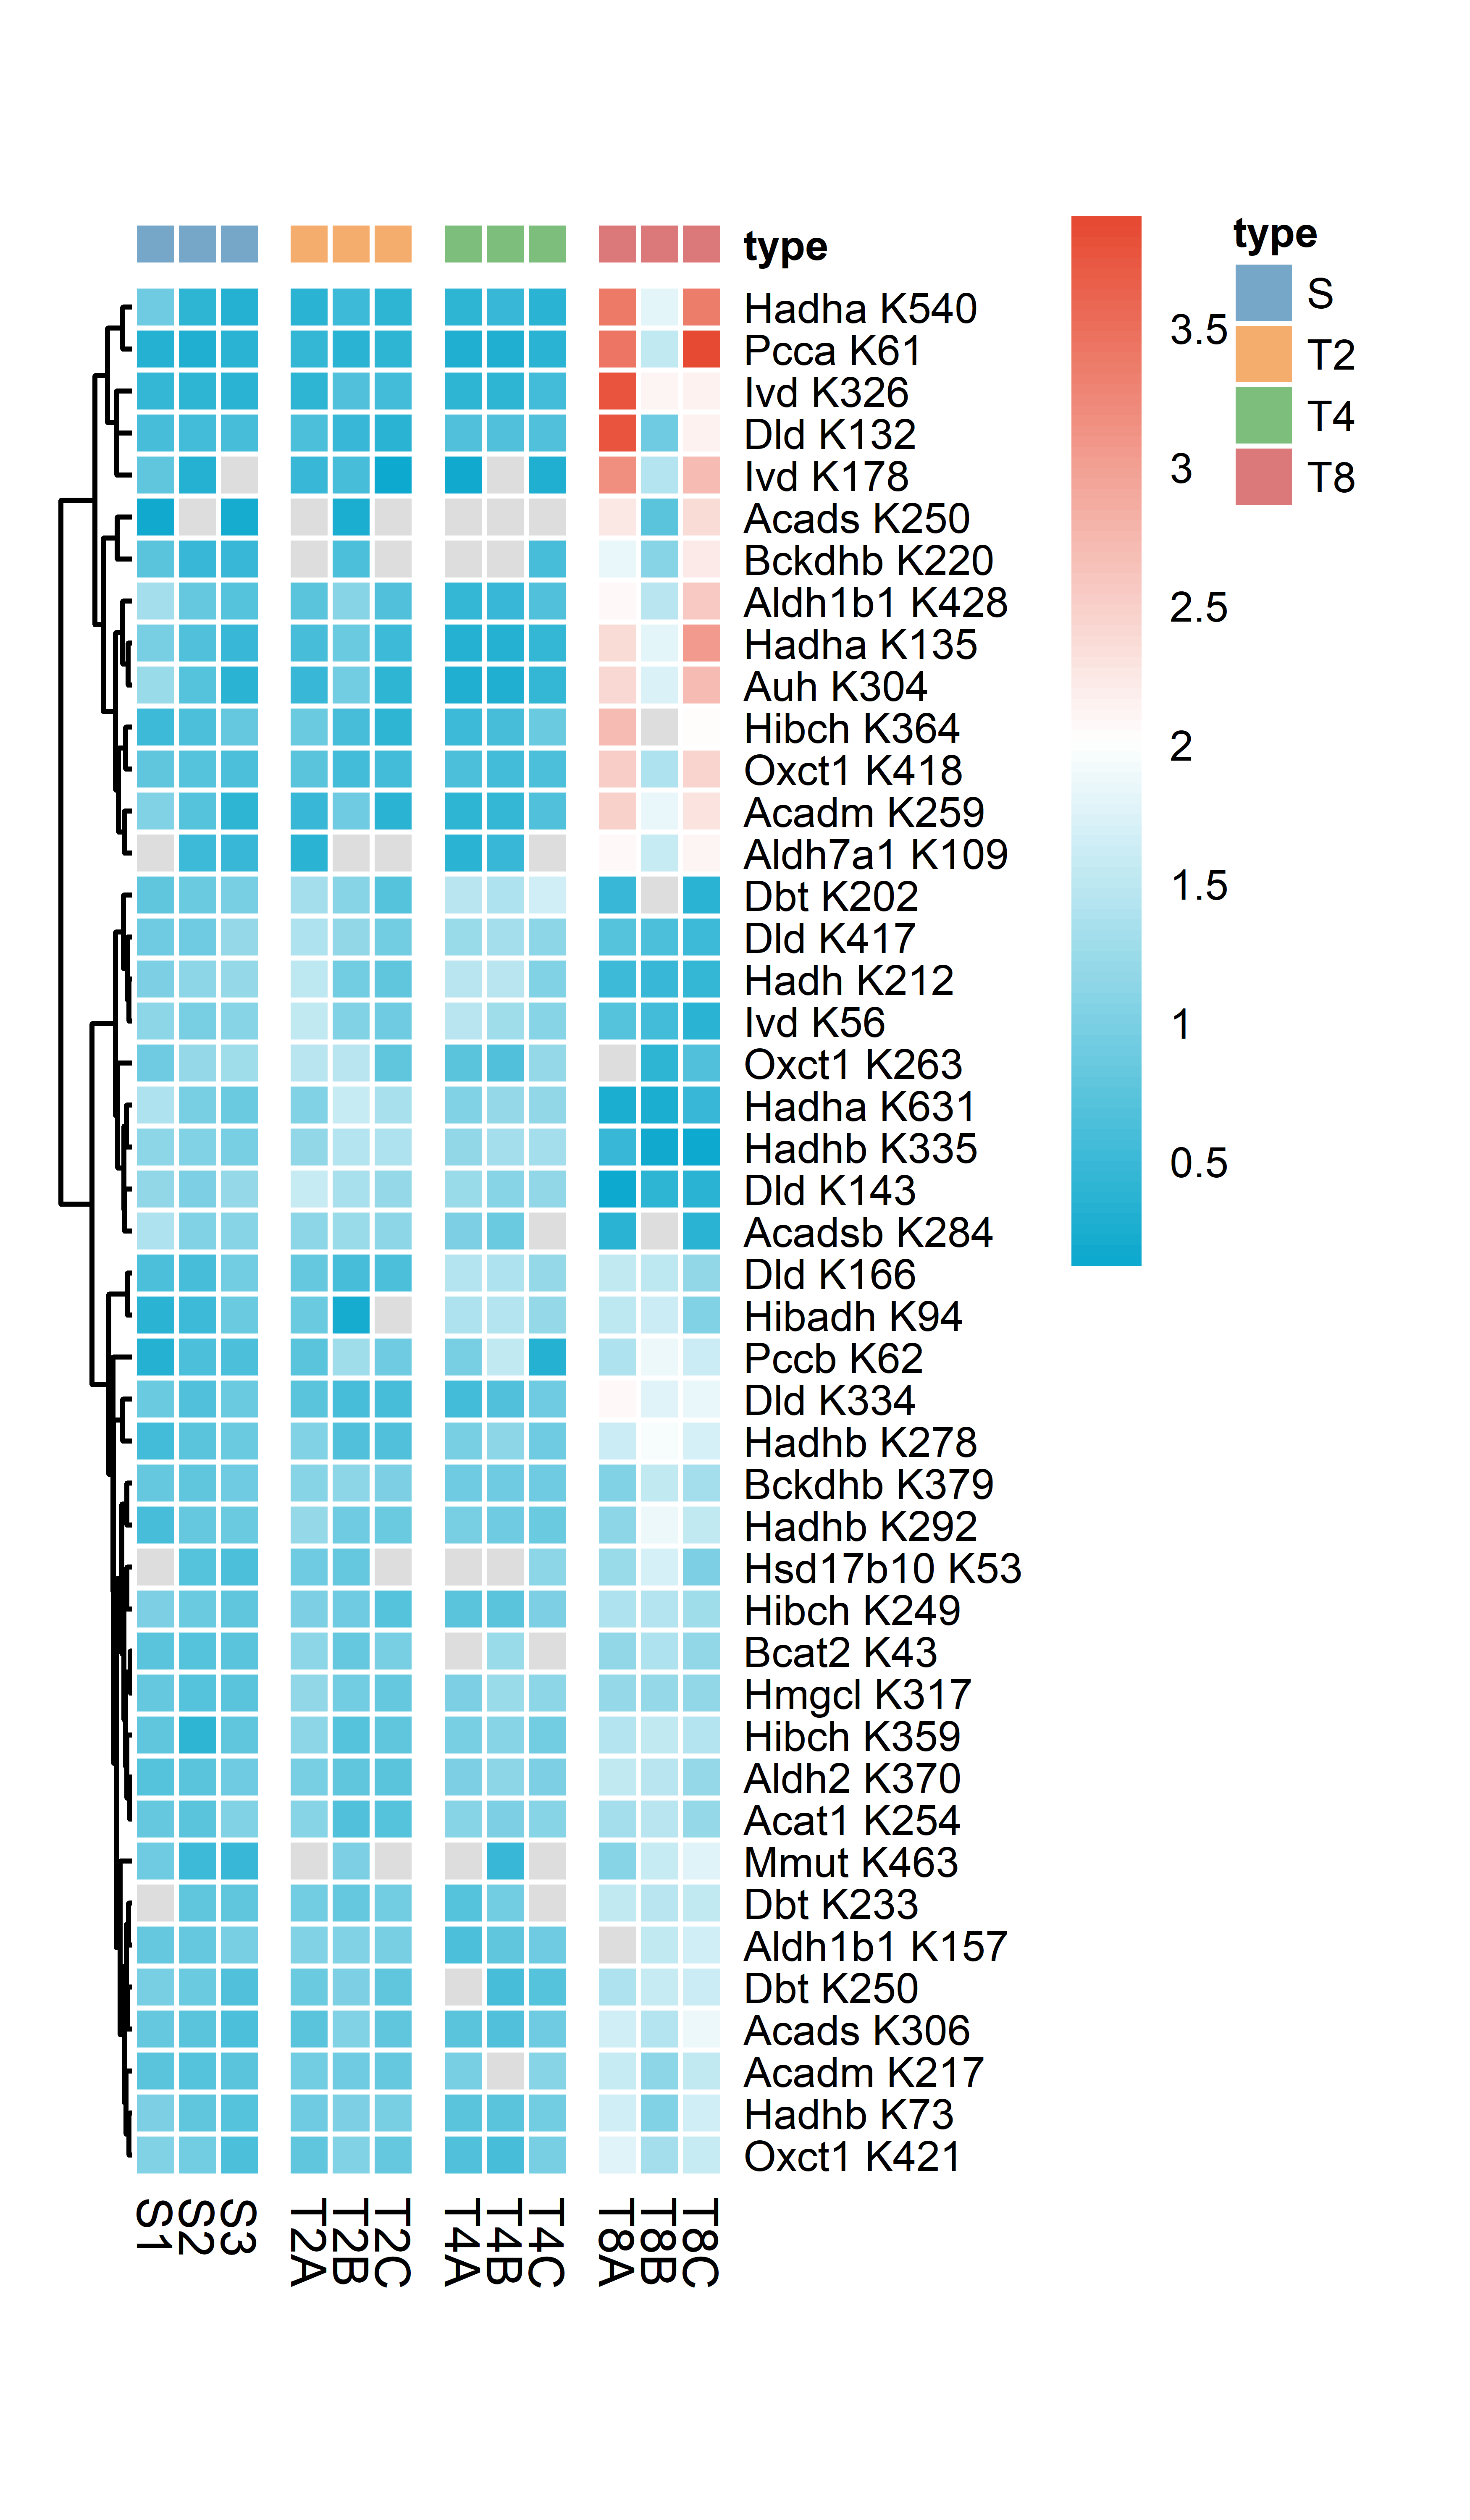 type
Hadha K540
Pcca K61
Ivd K326
Dld K132
Ivd K178
Acads K250
Bckdhb K220
Aldh1b1 K428
Hadha K135
Auh K304
Hibch K364
Oxct1 K418
Acadm K259
Aldh7a1 K109
Dbt K202
Dld K417
Hadh K212
Ivd K56
Oxct1 K263
Hadha K631
Hadhb K335
Dld K143
Acadsb K284
Dld K166
Hibadh K94
Pccb K62
Dld K334
Hadhb K278
Bckdhb K379
Hadhb K292
Hsd17b10 K53
Hibch K249
Bcat2 K43
Hmgcl K317
Hibch K359
Aldh2 K370
Acat1 K254
Mmut K463
Dbt K233
Aldh1b1 K157
Dbt K250
Acads K306
Acadm K217
Hadhb K73
Oxct1 K421
S1
S2
S3
T2A
T2B
T2C
T4A
T4B
T4C
T8A
T8B
T8C
3.5
3
2.5
2
1.5
1
0.5
type
S
T2
T4
T8